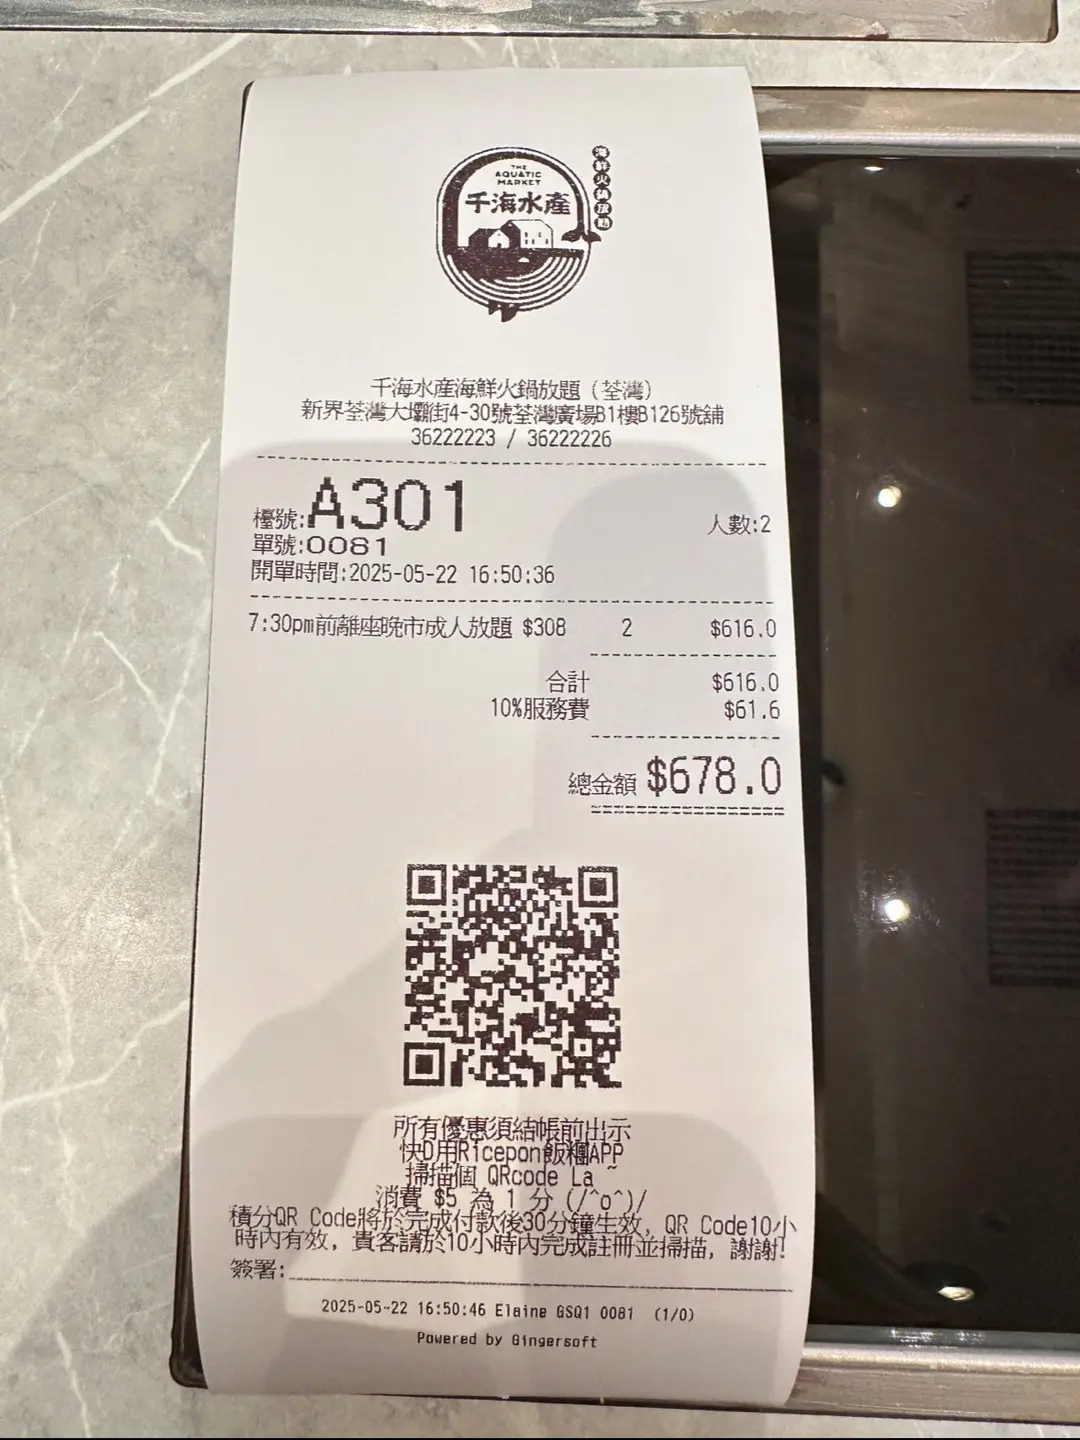 THE
AQUATIC
MARKET
千海水產
海鮮火鍋放題
千海水產海鮮火鍋放題（荃灣）
新界荃灣大壩街4-30號荃灣廣場B1樓B126號舖
36222223 / 36222226
檯號:A301 人數:2
單號:0081
開單時間:2025-05-22 16:50:36
7:30pm前離座晚市成人放題 $308 2 $616.0
合計 $616.0
10%服務費 $61.6
總金額 $678.0
所有優惠須結帳前出示
快D用Ricepon飯糰APP
掃描個 QRcode La ~
消費 $5 為 1 分 (/^o^)/
積分QR Code將於完成付款後30分鐘生效, QR Code10小
時內有效, 貴客請於10小時內完成註冊並掃描, 謝謝!
簽署:
2025-05-22 16:50:46 Elaine GSQ1 0081 (1/0)
Powered by Gingersoft